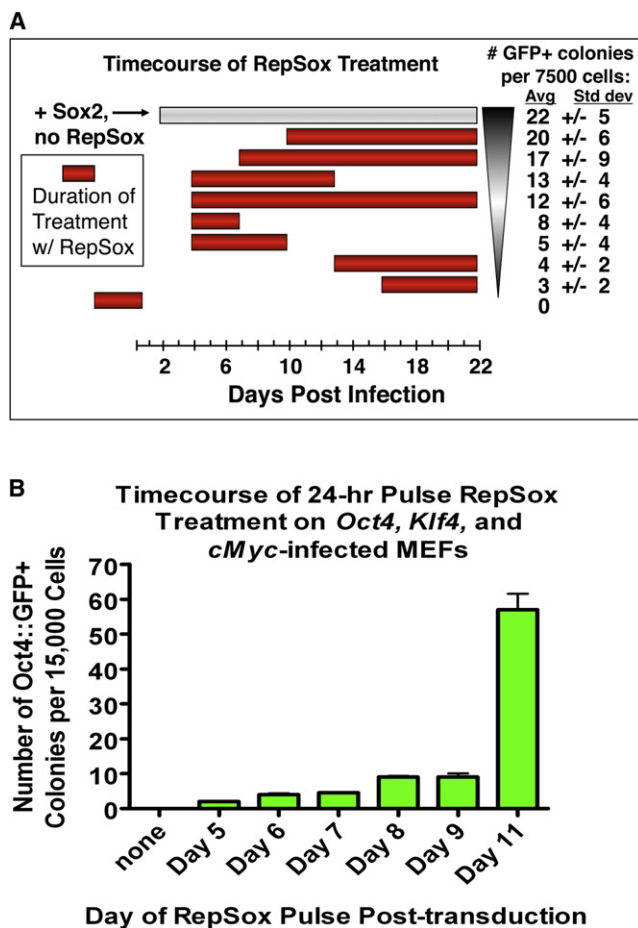 A
Timecourse of RepSox Treatment
# GFP+ colonies
per 7500 cells:
Avg Std dev
+ Sox2,
no RepSox
22 +/- 5
20 +/- 6
17 +/- 9
13 +/- 4
12 +/- 6
8 +/- 4
5 +/- 4
4 +/- 2
3 +/- 2
0
Duration of
Treatment
w/ RepSox
2 6 10 14 18 22
Days Post Infection
B
Timecourse of 24-hr Pulse RepSox
Treatment on Oct4, Klf4, and
cMyc-infected MEFs
Number of Oct4::GFP+
Colonies per 15,000 Cells
70
60
50
40
30
20
10
0
none Day 5 Day 6 Day 7 Day 8 Day 9 Day 11
Day of RepSox Pulse Post-transduction